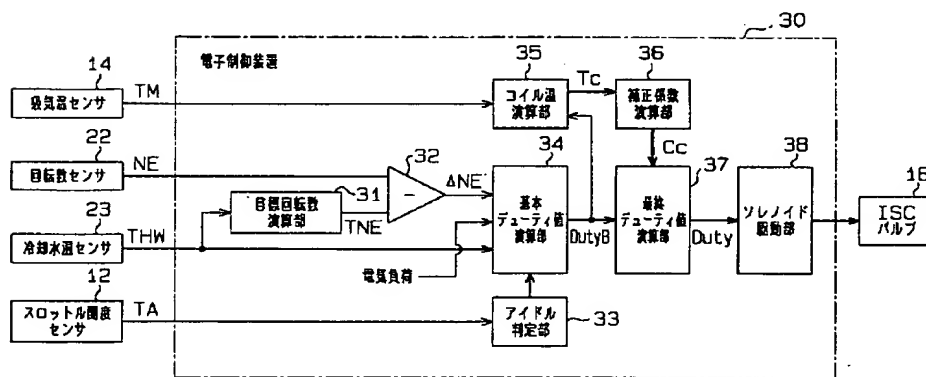 30
電子制御装置
14
吸気温センサ
TM
35
コイル温
演算部
Tc
36
補正係数
演算部
Cc
22
回転数センサ
NE
32
−
ΔNE
31
目標回転数
演算部
TNE
34
基本
デューティ値
演算部
DutyB
37
最終
デューティ値
演算部
Duty
38
ソレノイド
駆動部
18
ISC
バルブ
23
冷却水温センサ
THW
電気負荷
12
スロットル開度
センサ
TA
アイドル
判定部
33